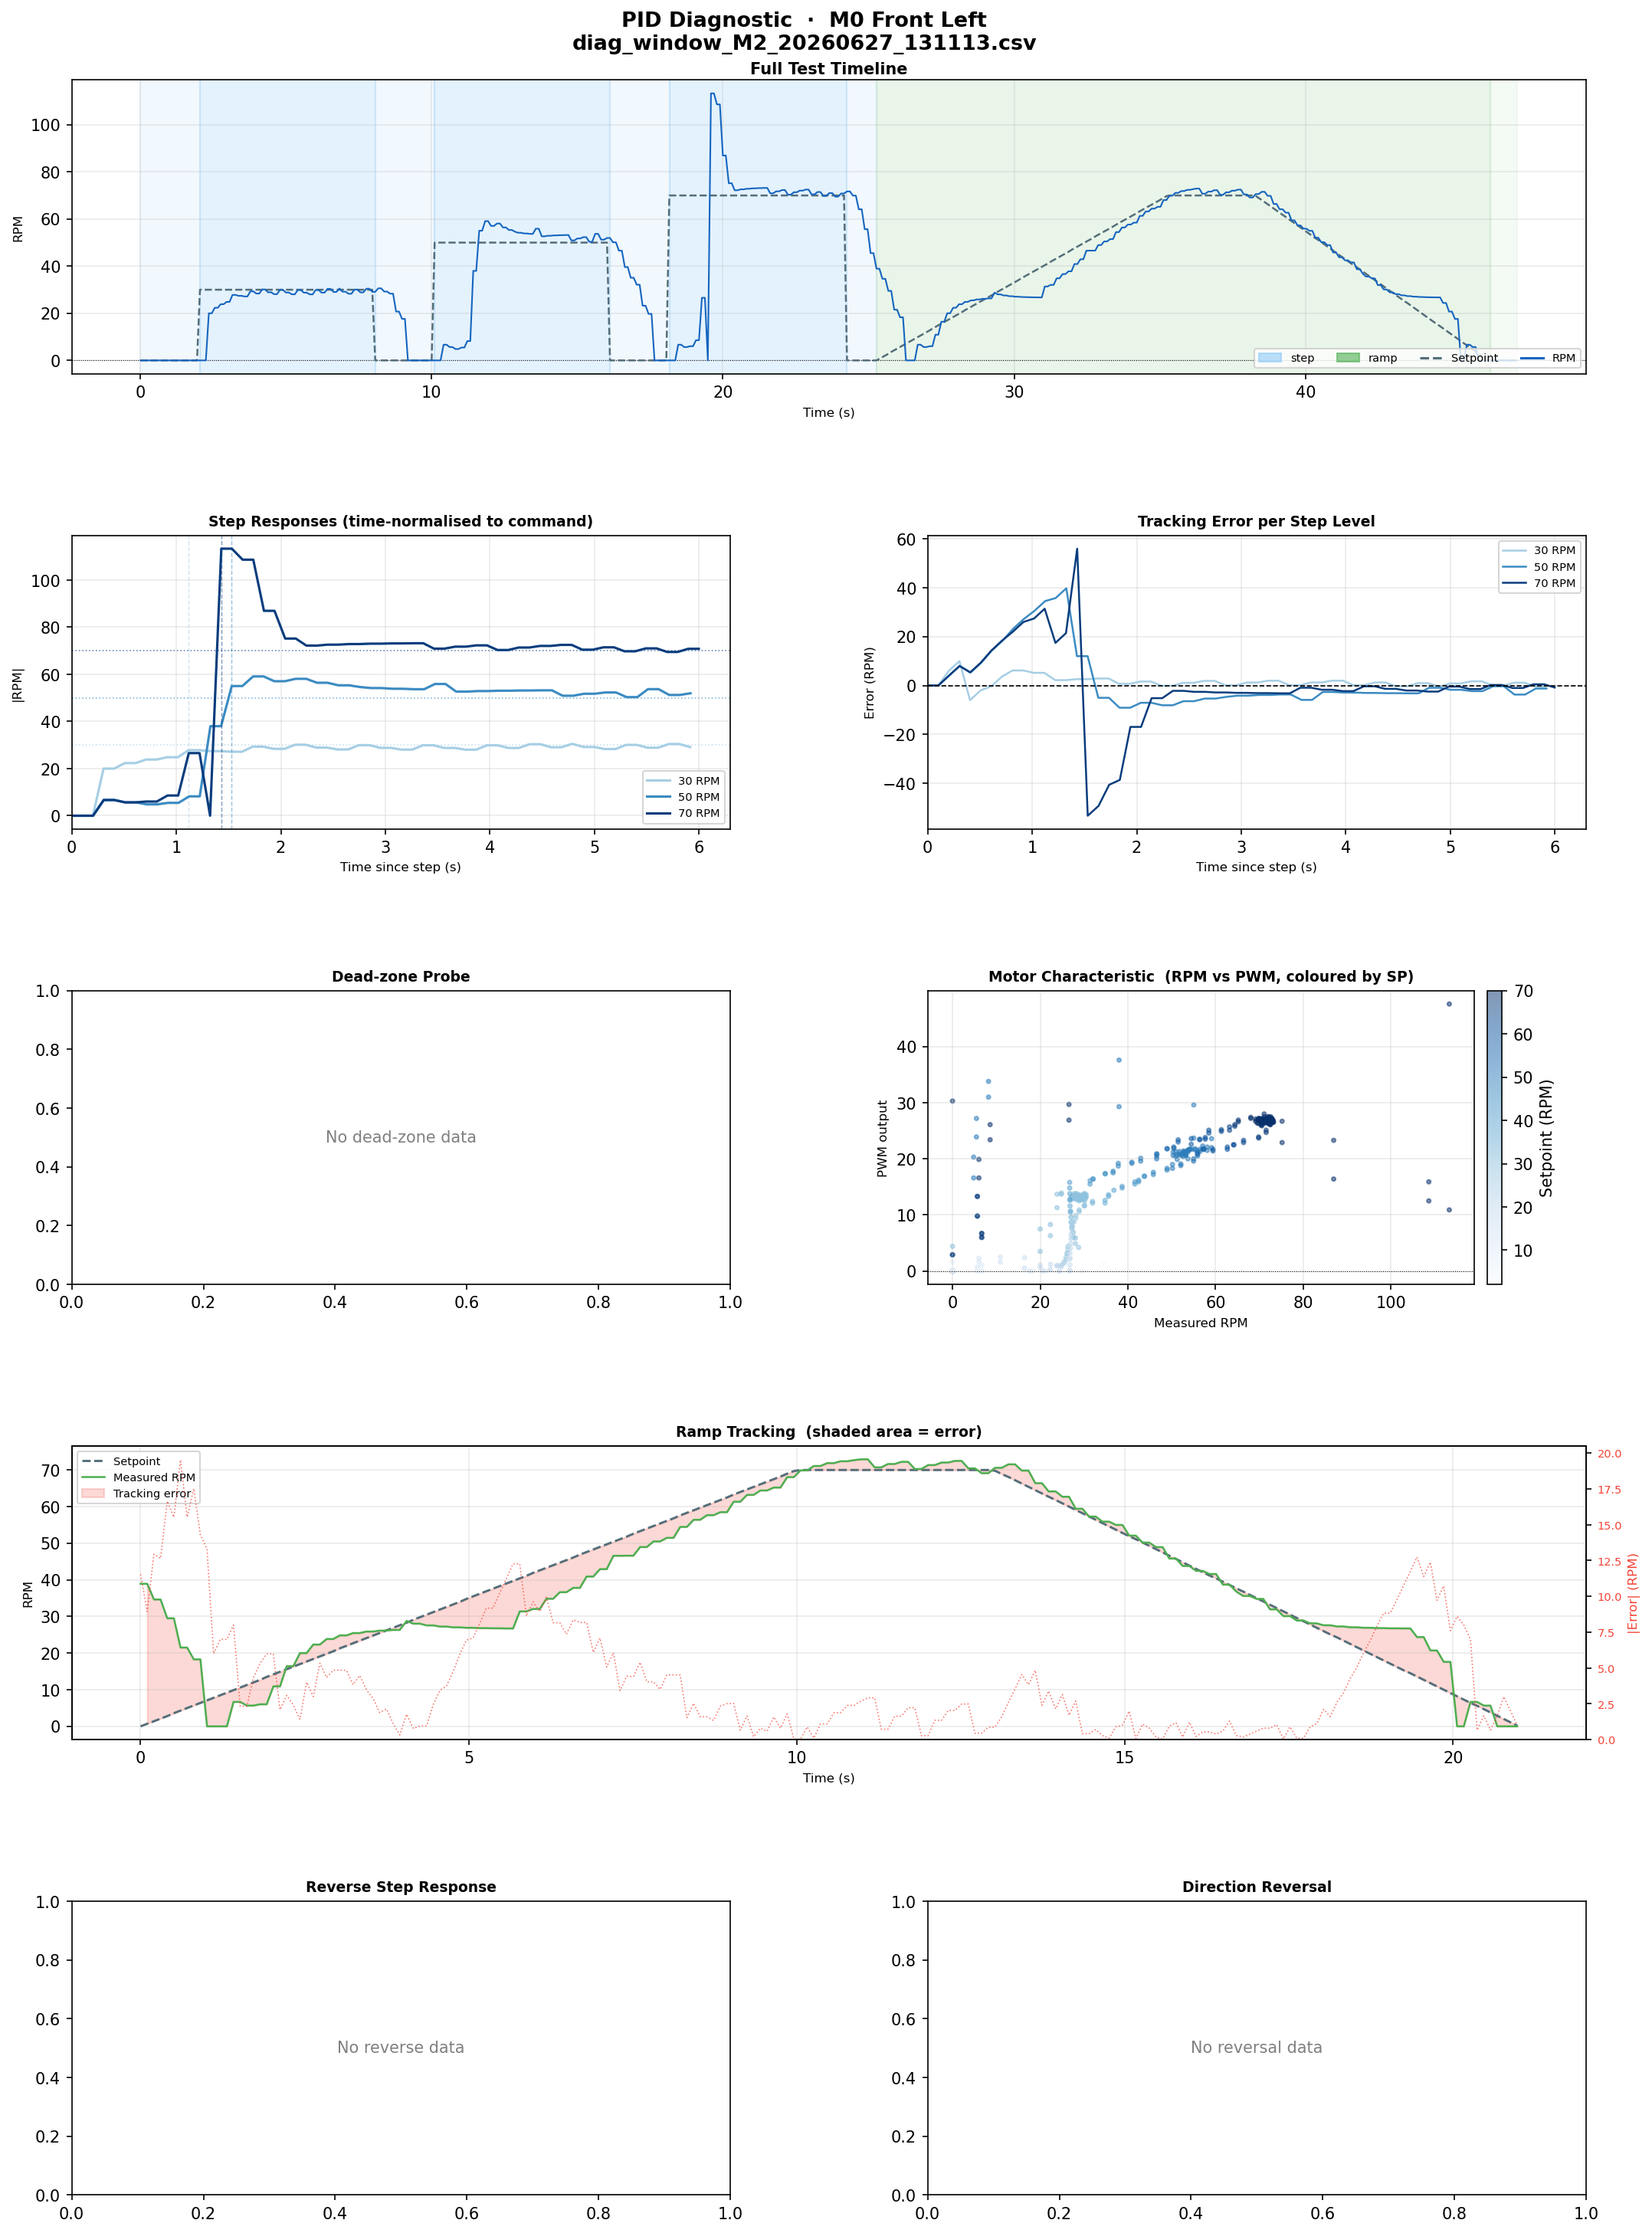 PID Diagnostic · M0 Front Left
diag_window_M2_20260627_131113.csv
Full Test Timeline
RPM
100
80
60
40
20
0
0 10 20 30 40
Time (s)
step ramp Setpoint RPM
Step Responses (time-normalised to command)
|RPM|
100
80
60
40
20
0
0 1 2 3 4 5 6
Time since step (s)
30 RPM
50 RPM
70 RPM
Tracking Error per Step Level
Error (RPM)
60
40
20
0
−20
−40
0 1 2 3 4 5 6
Time since step (s)
30 RPM
50 RPM
70 RPM
Dead-zone Probe
1.0
0.8
0.6
0.4
0.2
0.0
No dead-zone data
0.0 0.2 0.4 0.6 0.8 1.0
Motor Characteristic (RPM vs PWM, coloured by SP)
PWM output
40
30
20
10
0
0 20 40 60 80 100
Measured RPM
70
60
50
40
30
20
10
Setpoint (RPM)
Ramp Tracking (shaded area = error)
RPM
70
60
50
40
30
20
10
0
Setpoint
Measured RPM
Tracking error
0 5 10 15 20
Time (s)
20.0
17.5
15.0
12.5
10.0
7.5
5.0
2.5
0.0
|Error| (RPM)
Reverse Step Response
1.0
0.8
0.6
0.4
0.2
0.0
No reverse data
0.0 0.2 0.4 0.6 0.8 1.0
Direction Reversal
1.0
0.8
0.6
0.4
0.2
0.0
No reversal data
0.0 0.2 0.4 0.6 0.8 1.0